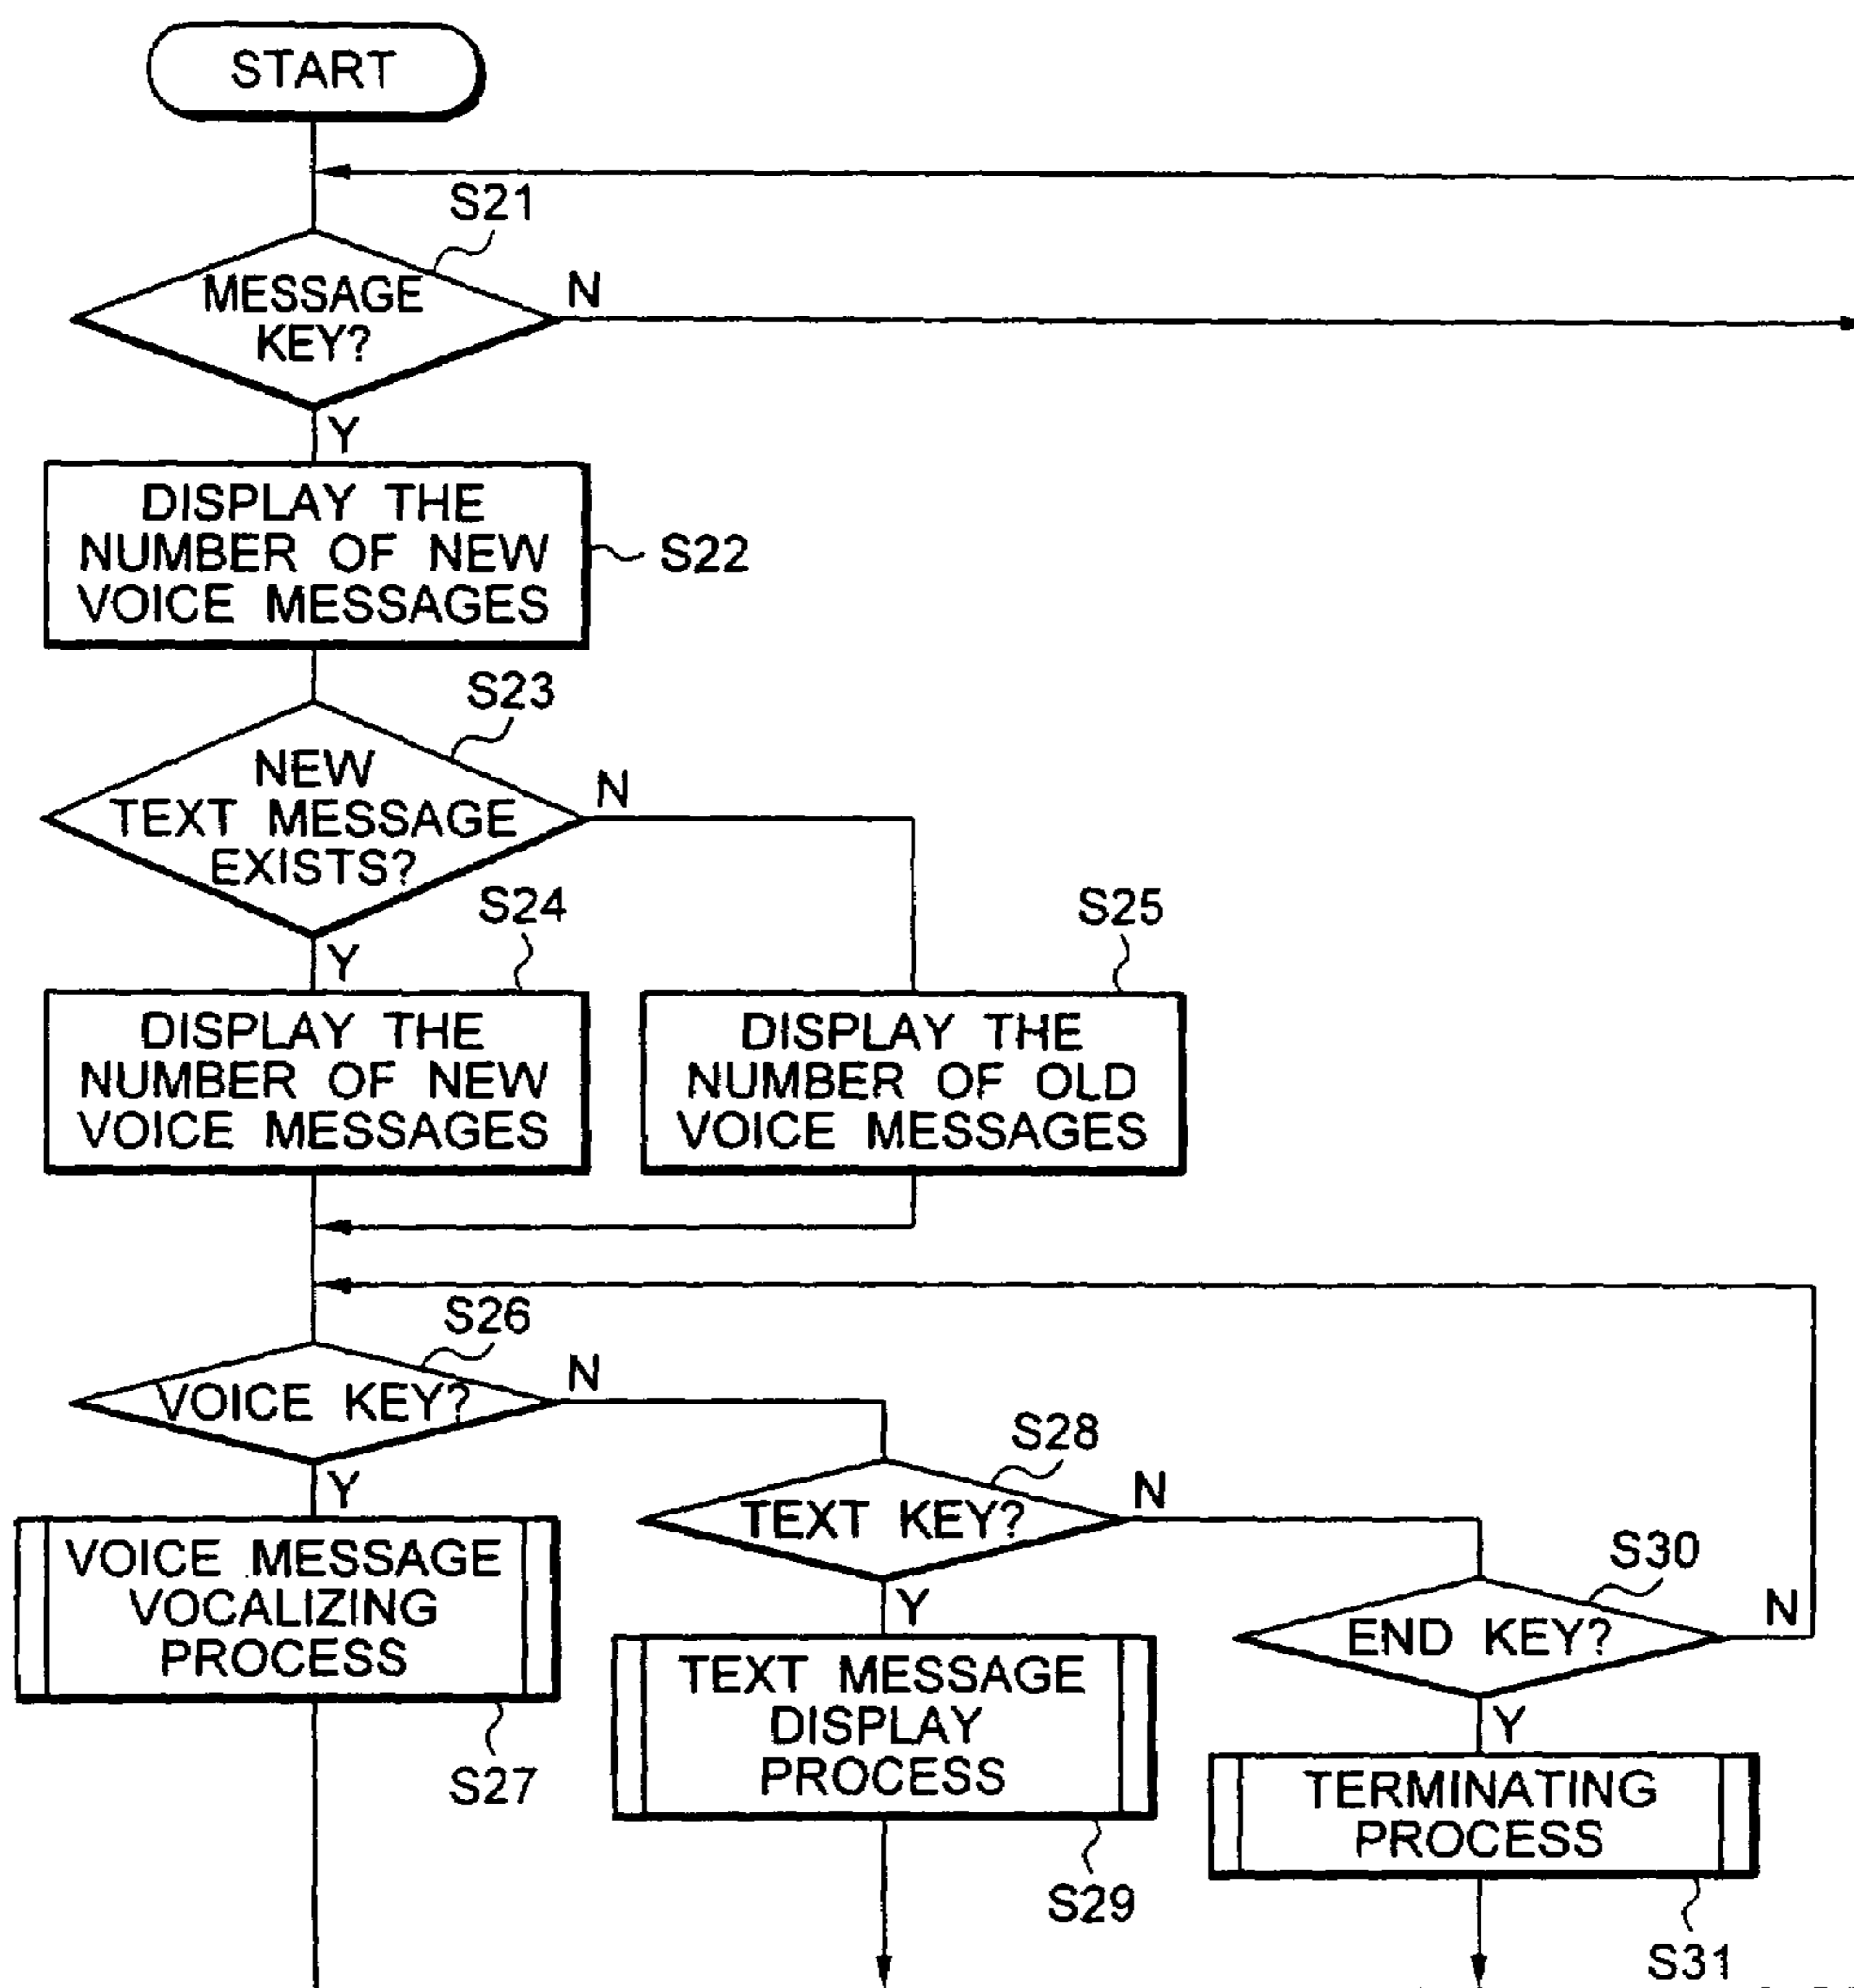 START
S21
MESSAGE
KEY?
N
Y
DISPLAY THE
NUMBER OF NEW
VOICE MESSAGES
S22
S23
NEW
TEXT MESSAGE
EXISTS?
N
Y
S24
DISPLAY THE
NUMBER OF NEW
VOICE MESSAGES
S25
DISPLAY THE
NUMBER OF OLD
VOICE MESSAGES
S26
VOICE KEY?
N
Y
VOICE MESSAGE
VOCALIZING
PROCESS
S27
S28
TEXT KEY?
N
Y
TEXT MESSAGE
DISPLAY
PROCESS
S29
S30
END KEY?
N
Y
TERMINATING
PROCESS
S31